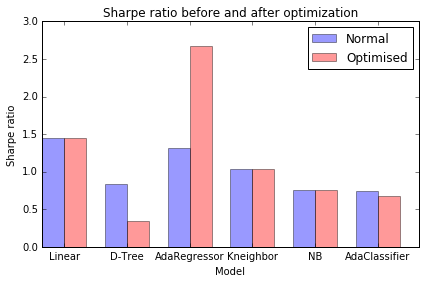 Sharpe ratio before and after optimization
3.0
2.5
2.0
1.5
1.0
0.5
0.0
Sharpe ratio
Normal
Optimised
Linear D-Tree AdaRegressor Kneighbor NB AdaClassifier
Model